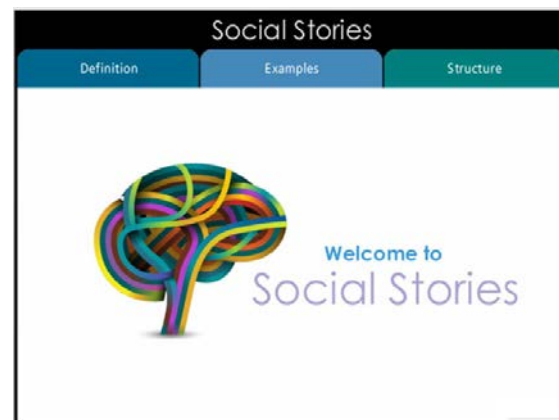 Social Stories
Definition Examples Structure
Welcome to
Social Stories